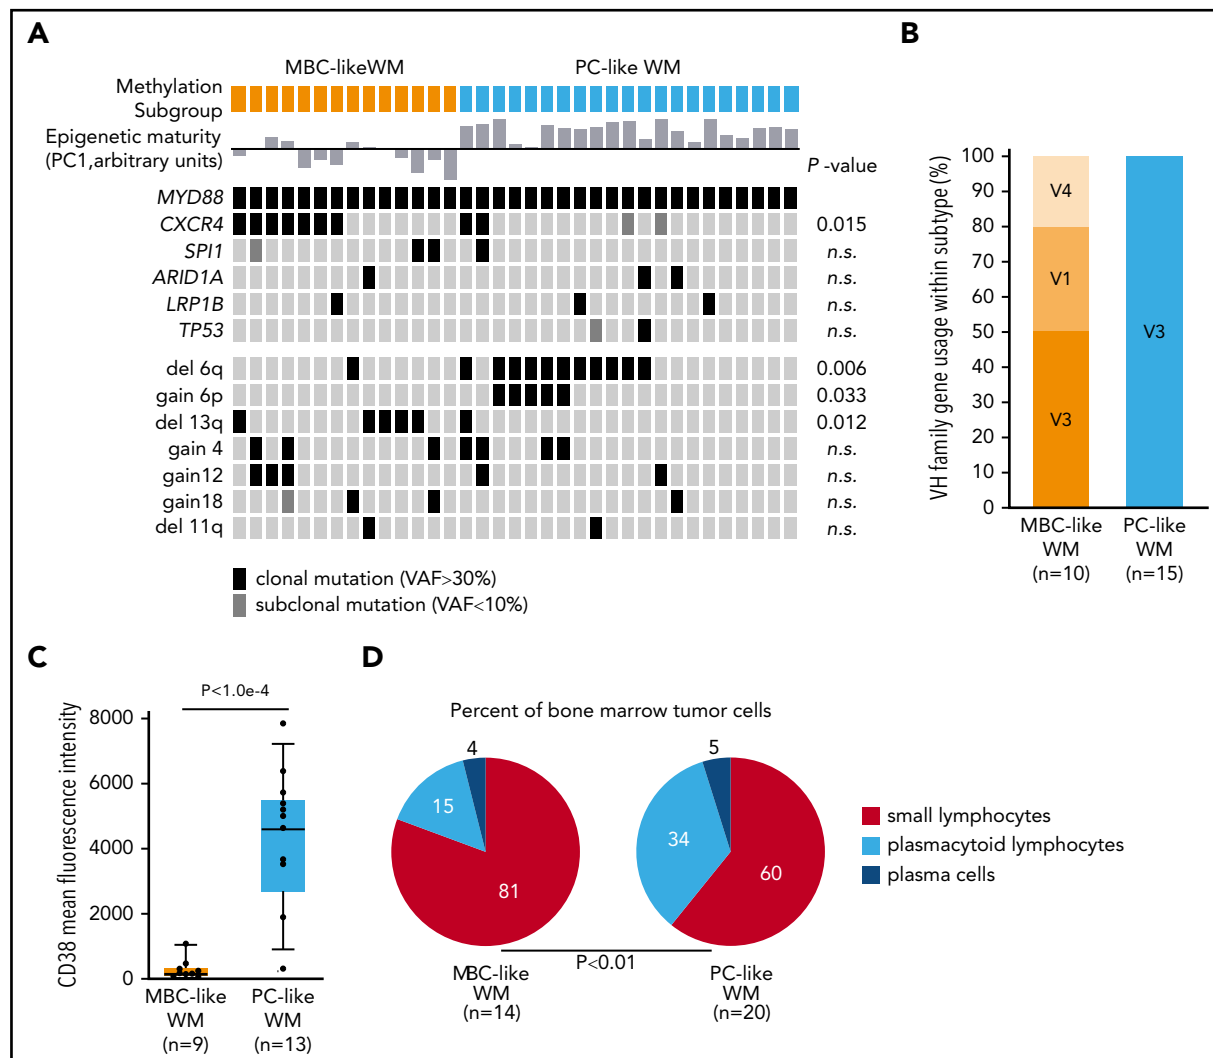 A
MBC-likeWM
PC-like WM
Methylation
Subgroup
Epigenetic maturity
(PC1,arbitrary units)
P -value
MYD88
CXCR4 0.015
SPI1 n.s.
ARID1A n.s.
LRP1B n.s.
TP53 n.s.
del 6q 0.006
gain 6p 0.033
del 13q 0.012
gain 4 n.s.
gain12 n.s.
gain18 n.s.
del 11q n.s.
clonal mutation (VAF>30%)
subclonal mutation (VAF<10%)
B
VH family gene usage within subtype (%)
100
90
80
70
60
50
40
30
20
10
0
V4
V1
V3
V3
MBC-like
WM
(n=10)
PC-like
WM
(n=15)
C
P<1.0e-4
CD38 mean fluorescence intensity
8000
6000
4000
2000
0
MBC-like
WM
(n=9)
PC-like
WM
(n=13)
D
Percent of bone marrow tumor cells
4
15
81
5
34
60
P<0.01
MBC-like
WM
(n=14)
PC-like
WM
(n=20)
small lymphocytes
plasmacytoid lymphocytes
plasma cells